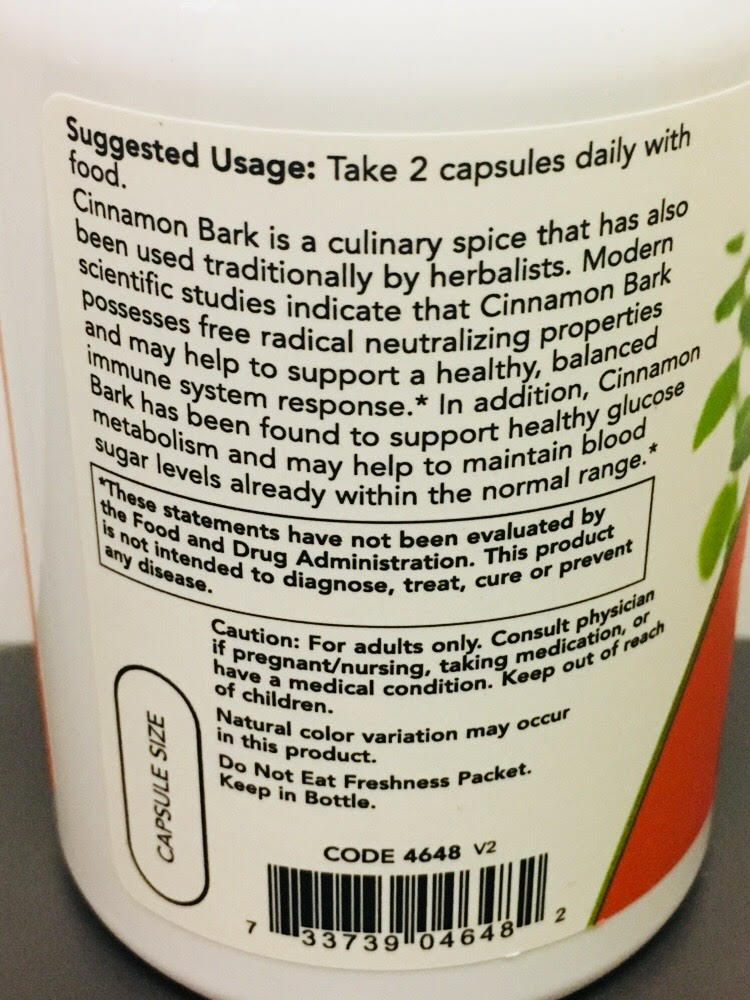 Suggested Usage: Take 2 capsules daily with
food.
Cinnamon Bark is a culinary spice that has also
been used traditionally by herbalists. Modern
scientific studies indicate that Cinnamon Bark
possesses free radical neutralizing properties
and may help to support a healthy, balanced
immune system response.* In addition, Cinnamon
Bark has been found to support healthy glucose
metabolism and may help to maintain blood
sugar levels already within the normal range.*
*These statements have not been evaluated by
the Food and Drug Administration. This product
is not intended to diagnose, treat, cure or prevent
any disease.
Caution: For adults only. Consult physician
if pregnant/nursing, taking medication, or
have a medical condition. Keep out of reach
of children.
Natural color variation may occur
in this product.
Do Not Eat Freshness Packet.
Keep in Bottle.
CAPSULE SIZE
CODE 4648 V2
7 33739 04648 2